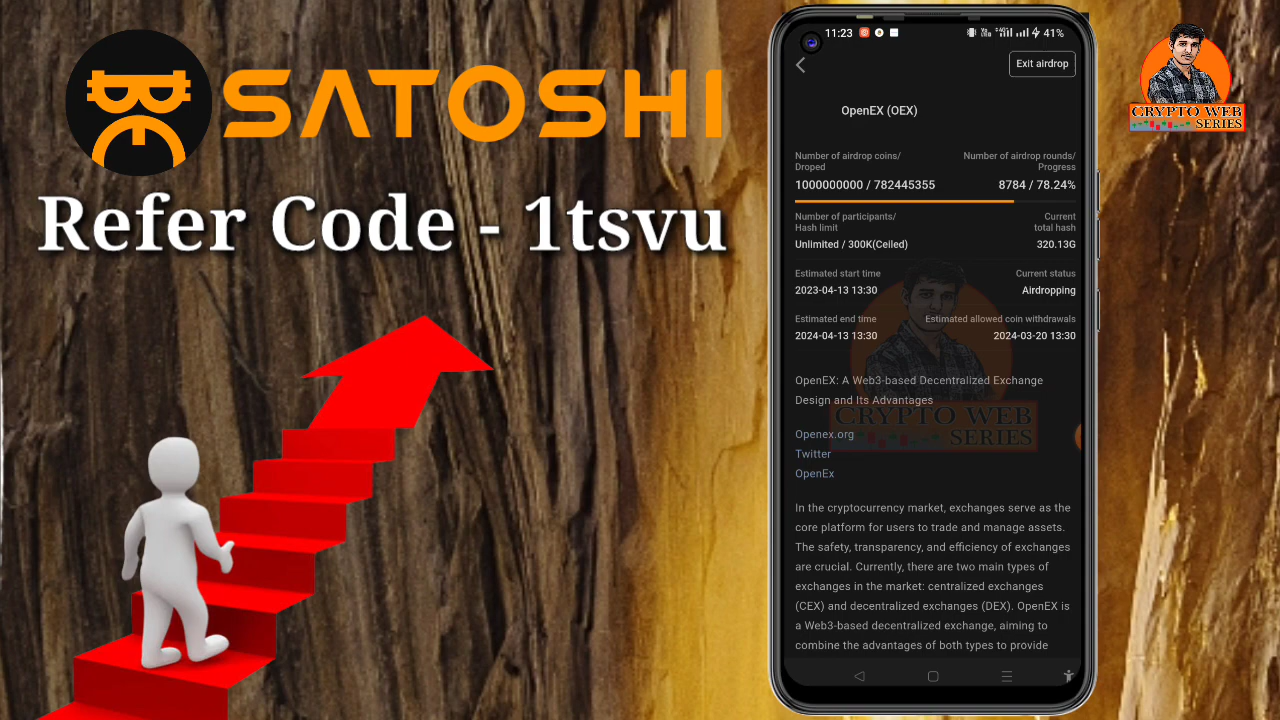 SATOSHI
Refer Code - 1tsvu
11:23
41%
Exit airdrop
OpenEX (OEX)
Number of airdrop coins/
Droped
Number of airdrop rounds/
Progress
1000000000 / 782445355
8784 / 78.24%
Number of participants/
Hash limit
Current
total hash
Unlimited / 300K(Ceiled)
320.13G
Estimated start time
Current status
2023-04-13 13:30
Airdropping
Estimated end time
Estimated allowed coin withdrawals
2024-04-13 13:30
2024-03-20 13:30
OpenEX: A Web3-based Decentralized Exchange
Design and Its Advantages
Openex.org
Twitter
OpenEx
In the cryptocurrency market, exchanges serve as the
core platform for users to trade and manage assets.
The safety, transparency, and efficiency of exchanges
are crucial. Currently, there are two main types of
exchanges in the market: centralized exchanges
(CEX) and decentralized exchanges (DEX). OpenEX is
a Web3-based decentralized exchange, aiming to
combine the advantages of both types to provide
CRYPTO WEB
SERIES
CRYPTO WEB
SERIES